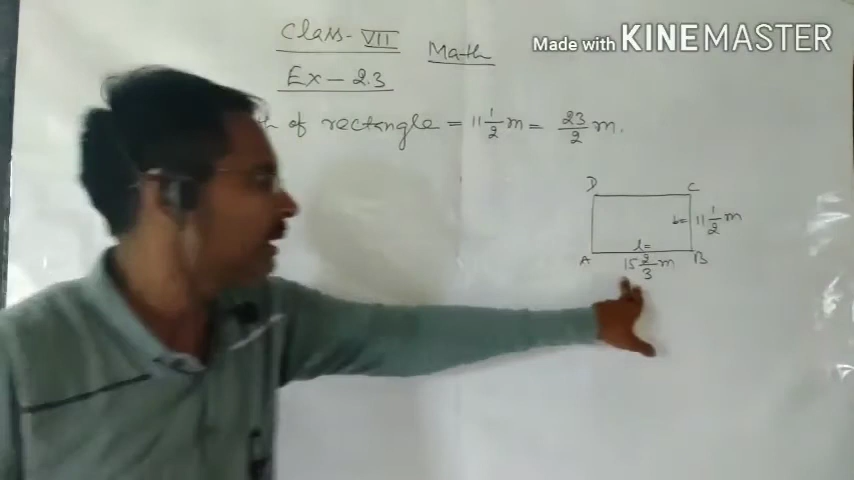 Class- VII
Math
Made with KINEMASTER
Ex - 2.3
of rectangle = 11 1/2 m = 23/2 m.
D C
b= 11 1/2 m
l=
A 15 2/3 m B